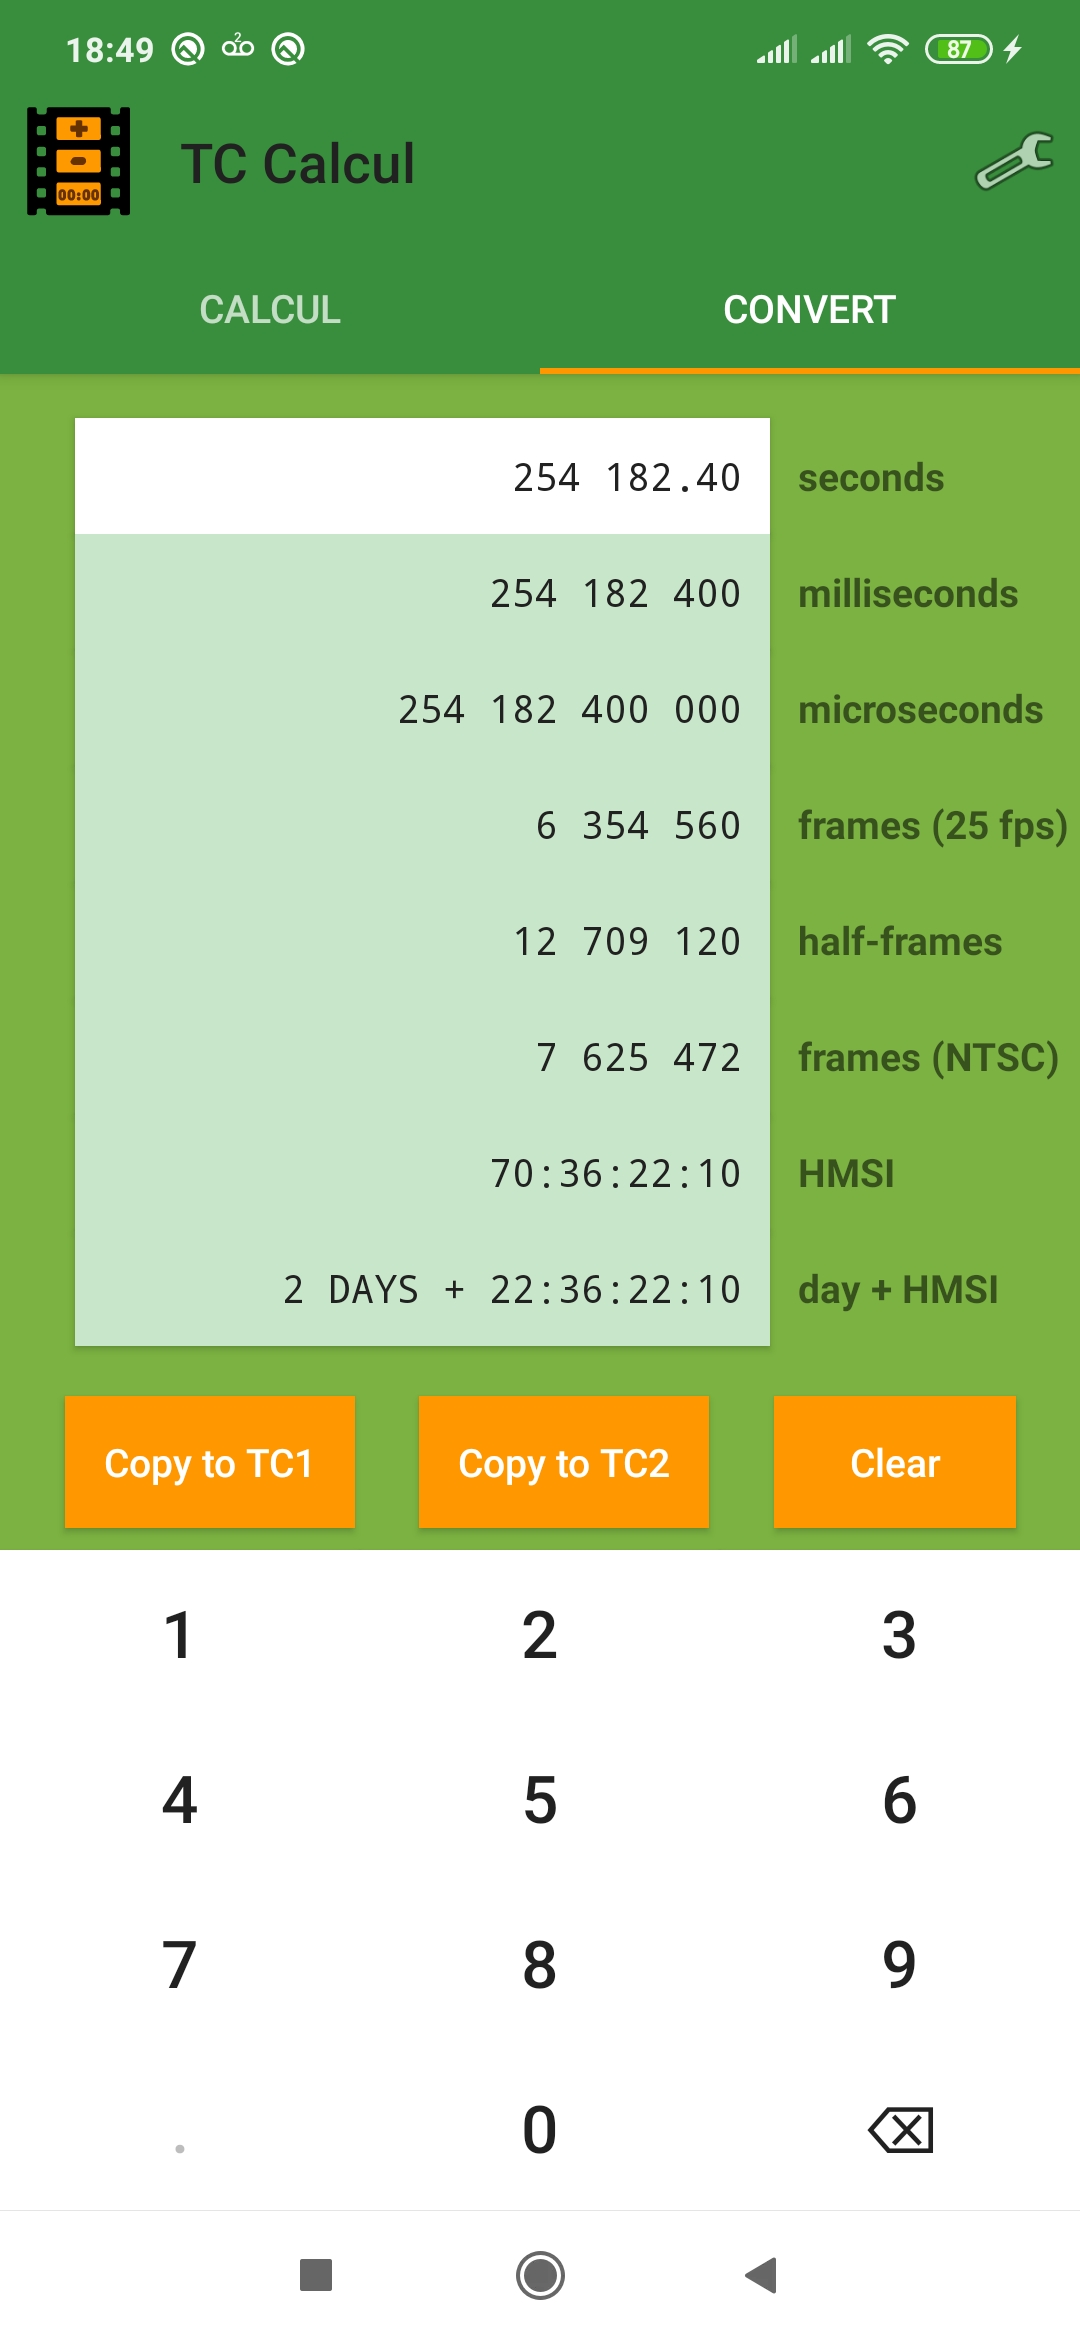 18:49 2 87
00:00
TC Calcul
CALCUL CONVERT
254 182.40 seconds
254 182 400 milliseconds
254 182 400 000 microseconds
6 354 560 frames (25 fps)
12 709 120 half-frames
7 625 472 frames (NTSC)
70:36:22:10 HMSI
2 DAYS + 22:36:22:10 day + HMSI
Copy to TC1 Copy to TC2 Clear
1 2 3
4 5 6
7 8 9
. 0